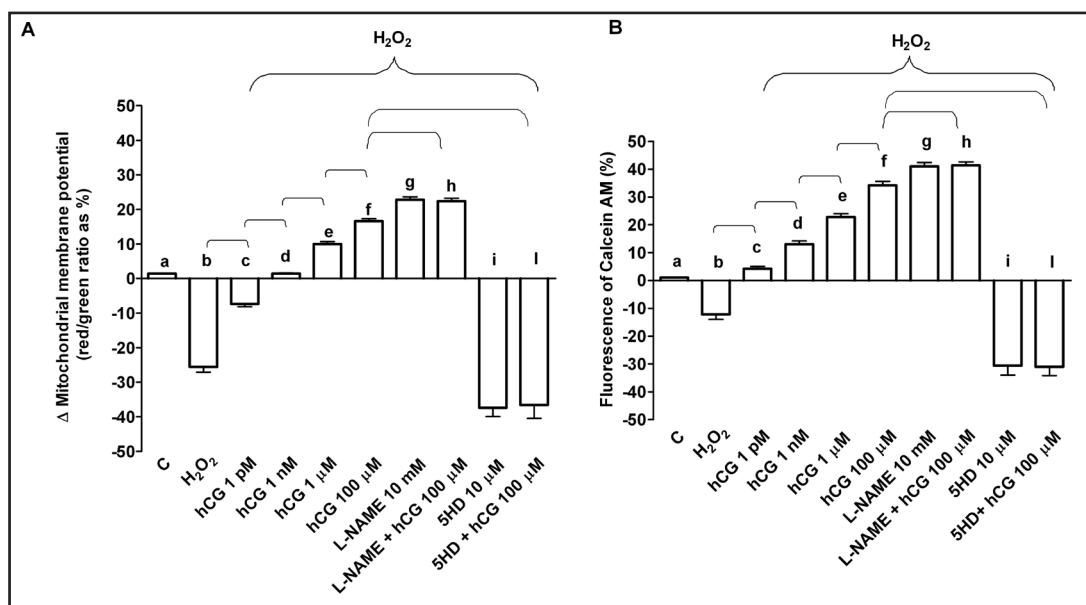 A
H₂O₂
Δ Mitochondrial membrane potential
(red/green ratio as %)
50
40
30
20
10
0
-10
-20
-30
-40
-50
a
b
c
d
e
f
g
h
i
l
C
H₂O₂
hCG 1 pM
hCG 1 nM
hCG 1 μM
hCG 100 μM
L-NAME 10 mM
L-NAME + hCG 100 μM
5HD 10 μM
5HD + hCG 100 μM
B
H₂O₂
Fluorescence of Calcein AM (%)
50
40
30
20
10
0
-10
-20
-30
-40
-50
a
b
c
d
e
f
g
h
i
l
C
H₂O₂
hCG 1 pM
hCG 1 nM
hCG 1 μM
hCG 100 μM
L-NAME 10 mM
L-NAME + hCG 100 μM
5HD 10 μM
5HD+ hCG 100 μM